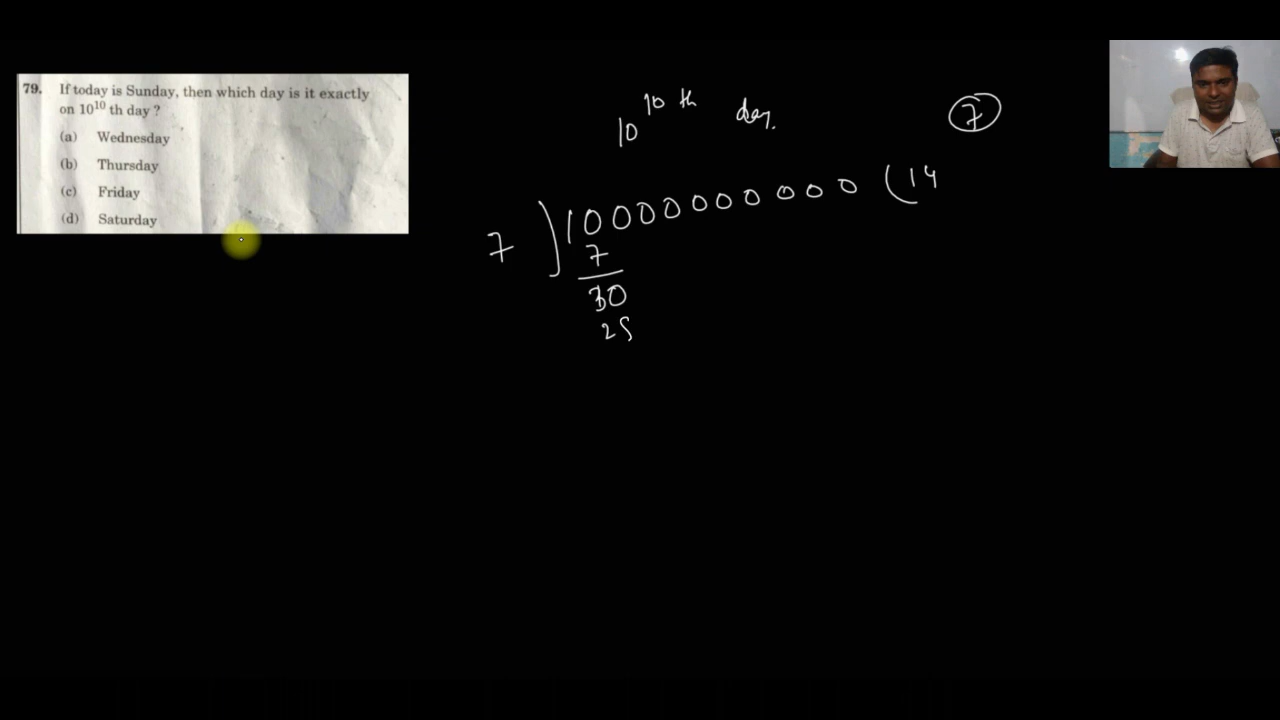 79. If today is Sunday, then which day is it exactly
on 10¹⁰ th day ?
(a) Wednesday
(b) Thursday
(c) Friday
(d) Saturday
10¹⁰ ᵗʰ day.
7
7 ) 10000000000 ( 14
7
30
28